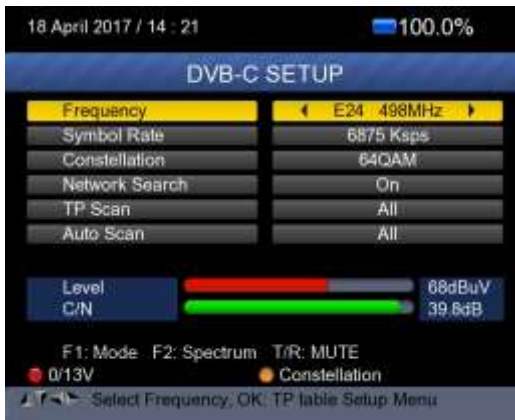 18 April 2017 / 14 : 21 100.0%
DVB-C SETUP
Frequency E24 498MHz
Symbol Rate 6875 Ksps
Constellation 64QAM
Network Search On
TP Scan All
Auto Scan All
Level 68dBuV
C/N 39.8dB
F1: Mode F2: Spectrum T/R: MUTE
0/13V Constellation
Select Frequency, OK: TP table Setup Menu